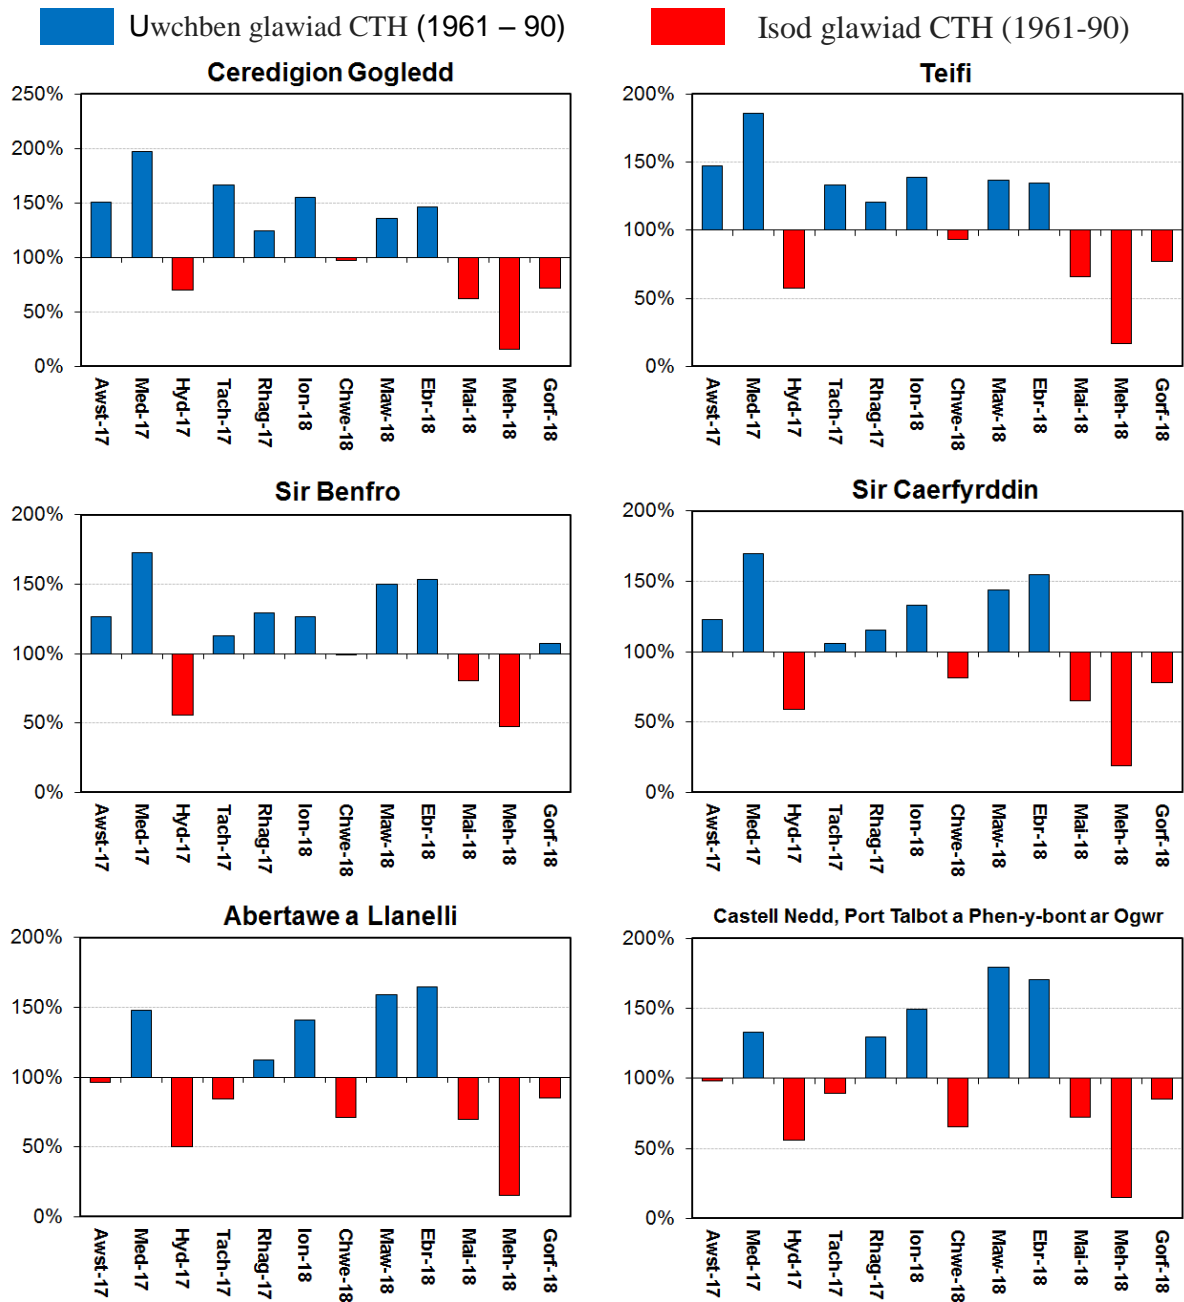 Uwchben glawiad CTH (1961 – 90)
Isod glawiad CTH (1961-90)
Ceredigion Gogledd
250%
200%
150%
100%
50%
0%
Awst-17
Med-17
Hyd-17
Tach-17
Rhag-17
Ion-18
Chwe-18
Maw-18
Ebr-18
Mai-18
Meh-18
Gorf-18
Teifi
200%
150%
100%
50%
0%
Awst-17
Med-17
Hyd-17
Tach-17
Rhag-17
Ion-18
Chwe-18
Maw-18
Ebr-18
Mai-18
Meh-18
Gorf-18
Sir Benfro
200%
150%
100%
50%
0%
Awst-17
Med-17
Hyd-17
Tach-17
Rhag-17
Ion-18
Chwe-18
Maw-18
Ebr-18
Mai-18
Meh-18
Gorf-18
Sir Caerfyrddin
200%
150%
100%
50%
0%
Awst-17
Med-17
Hyd-17
Tach-17
Rhag-17
Ion-18
Chwe-18
Maw-18
Ebr-18
Mai-18
Meh-18
Gorf-18
Abertawe a Llanelli
200%
150%
100%
50%
0%
Awst-17
Med-17
Hyd-17
Tach-17
Rhag-17
Ion-18
Chwe-18
Maw-18
Ebr-18
Mai-18
Meh-18
Gorf-18
Castell Nedd, Port Talbot a Phen-y-bont ar Ogwr
200%
150%
100%
50%
0%
Awst-17
Med-17
Hyd-17
Tach-17
Rhag-17
Ion-18
Chwe-18
Maw-18
Ebr-18
Mai-18
Meh-18
Gorf-18